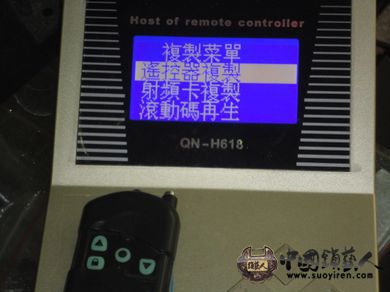 Host of remote controller
複製菜單
遙控器複製
射頻卡複製
滾動碼再生
QN-H618
中國鎖藝人
www.suoyiren.com